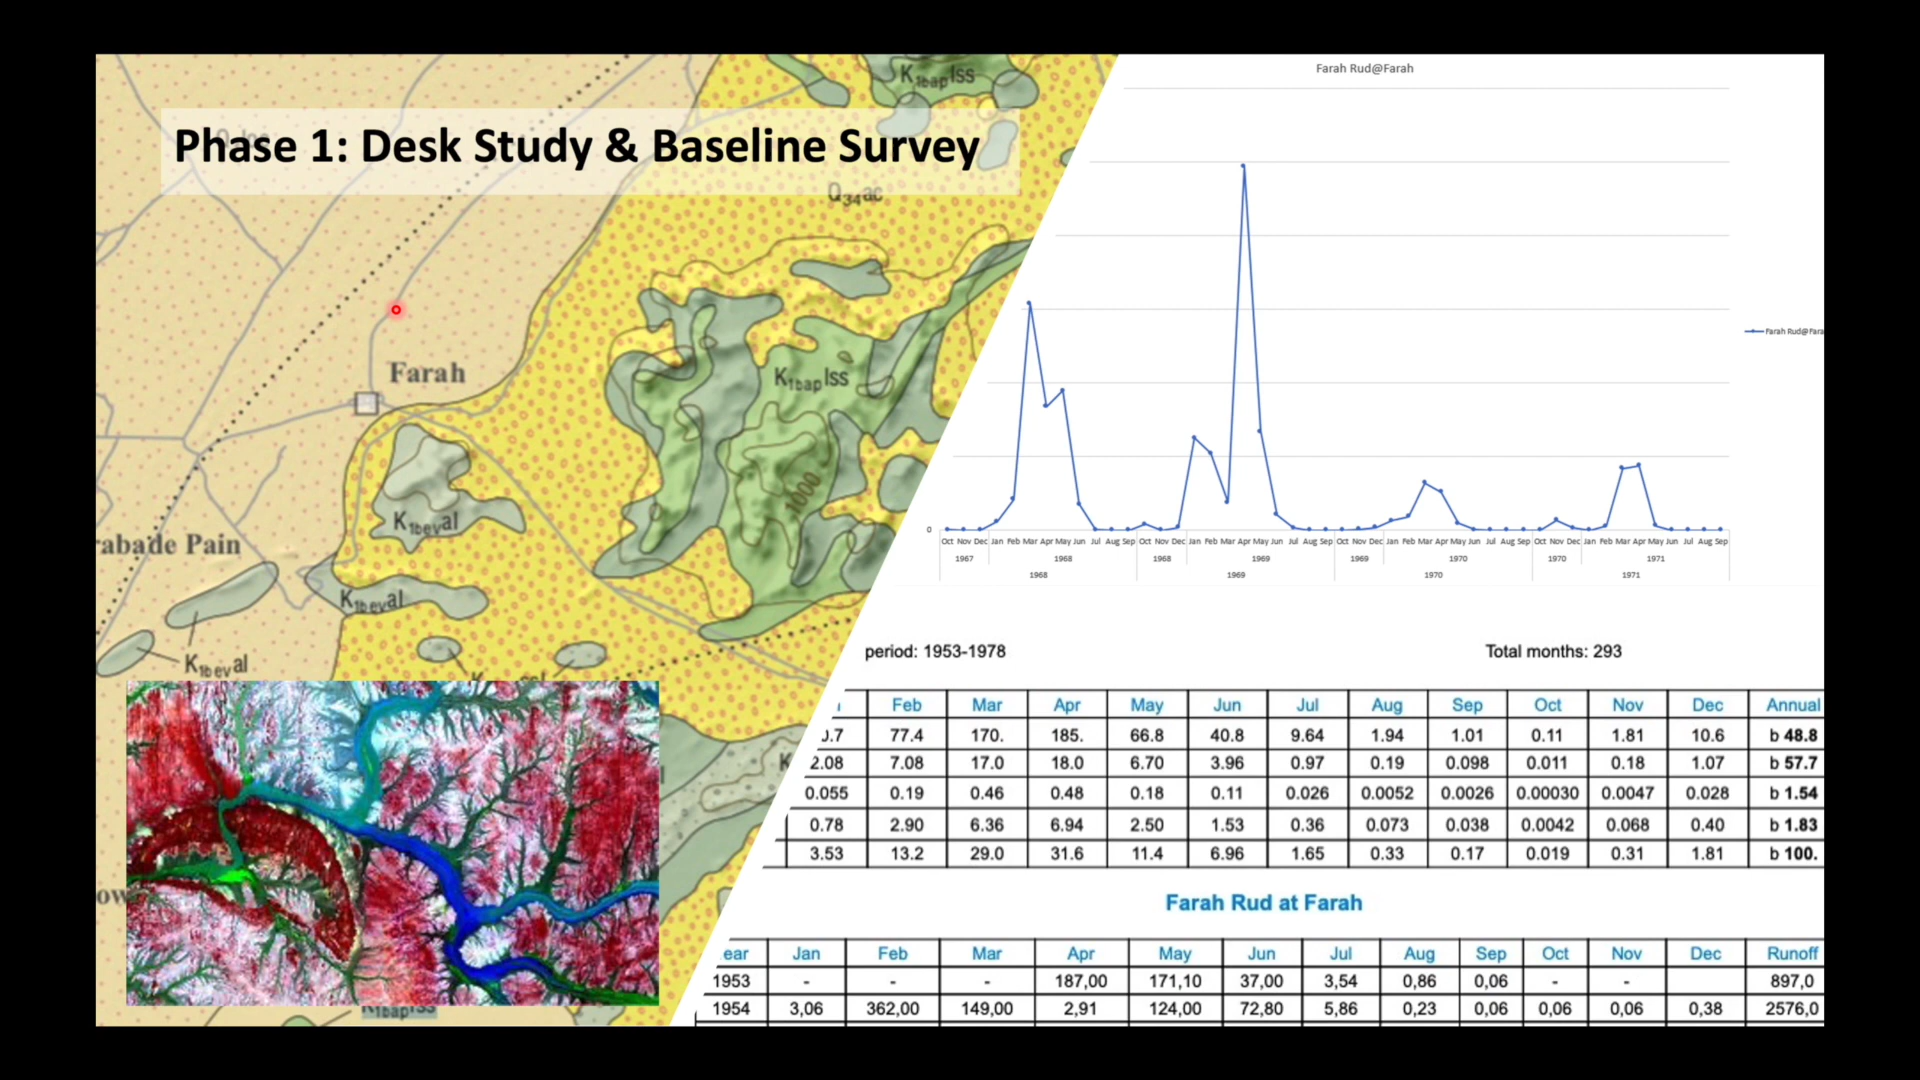 Phase 1: Desk Study & Baseline Survey
K1bapIss
Q34ac
Farah
K1bapIss
1000
K1beval
abade Pain
K1beval
K1beval
K1bapIss
Farah Rud@Farah
Farah Rud@Fara
0
Oct Nov Dec Jan Feb Mar Apr May Jun Jul Aug Sep Oct Nov Dec Jan Feb Mar Apr May Jun Jul Aug Sep Oct Nov Dec Jan Feb Mar Apr May Jun Jul Aug Sep Oct Nov Dec Jan Feb Mar Apr May Jun Jul Aug Sep
1967 1968 1968 1969 1969 1970 1970 1971
1968 1969 1970 1971
period: 1953-1978 Total months: 293
Feb Mar Apr May Jun Jul Aug Sep Oct Nov Dec Annual
.7 77.4 170. 185. 66.8 40.8 9.64 1.94 1.01 0.11 1.81 10.6 b 48.8
2.08 7.08 17.0 18.0 6.70 3.96 0.97 0.19 0.098 0.011 0.18 1.07 b 57.7
0.055 0.19 0.46 0.48 0.18 0.11 0.026 0.0052 0.0026 0.00030 0.0047 0.028 b 1.54
0.78 2.90 6.36 6.94 2.50 1.53 0.36 0.073 0.038 0.0042 0.068 0.40 b 1.83
3.53 13.2 29.0 31.6 11.4 6.96 1.65 0.33 0.17 0.019 0.31 1.81 b 100.
Farah Rud at Farah
ear Jan Feb Mar Apr May Jun Jul Aug Sep Oct Nov Dec Runoff
1953 - - - 187,00 171,10 37,00 3,54 0,86 0,06 - - 897,0
1954 3,06 362,00 149,00 2,91 124,00 72,80 5,86 0,23 0,06 0,06 0,06 0,38 2576,0